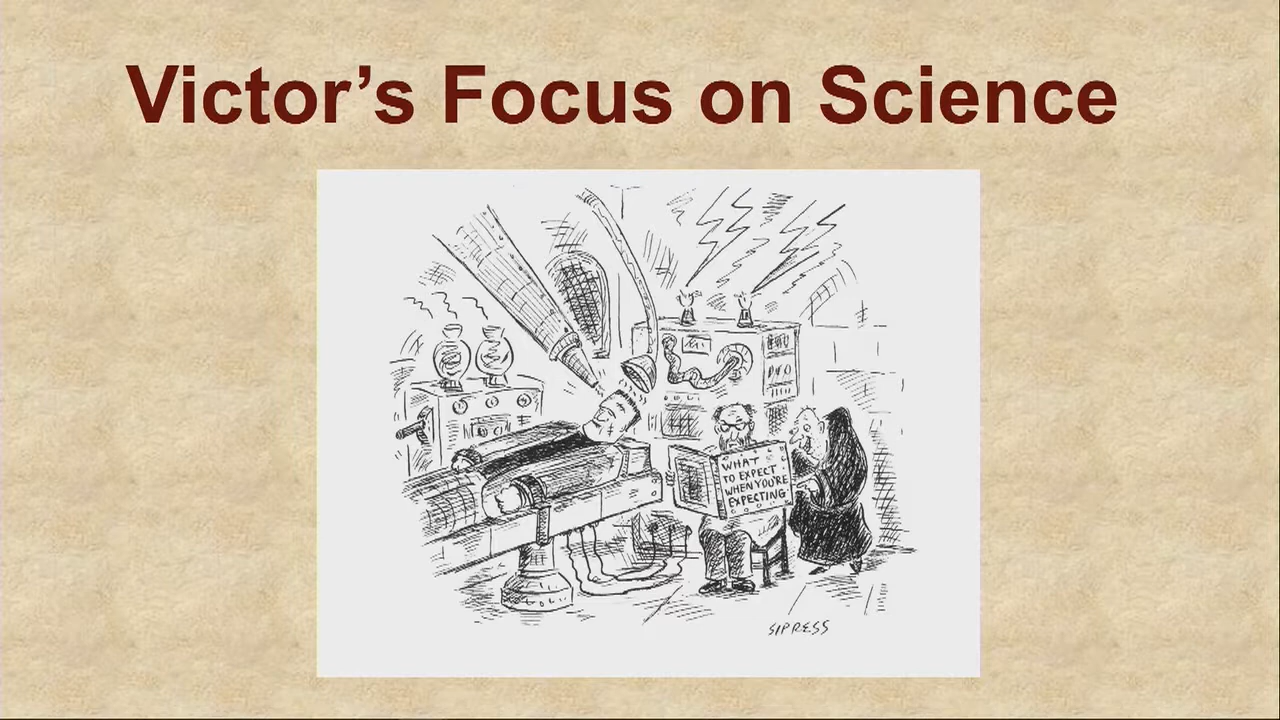 Victor’s Focus on Science
WHAT
TO EXPECT
WHEN YOU'RE
EXPECTING
SIPRESS